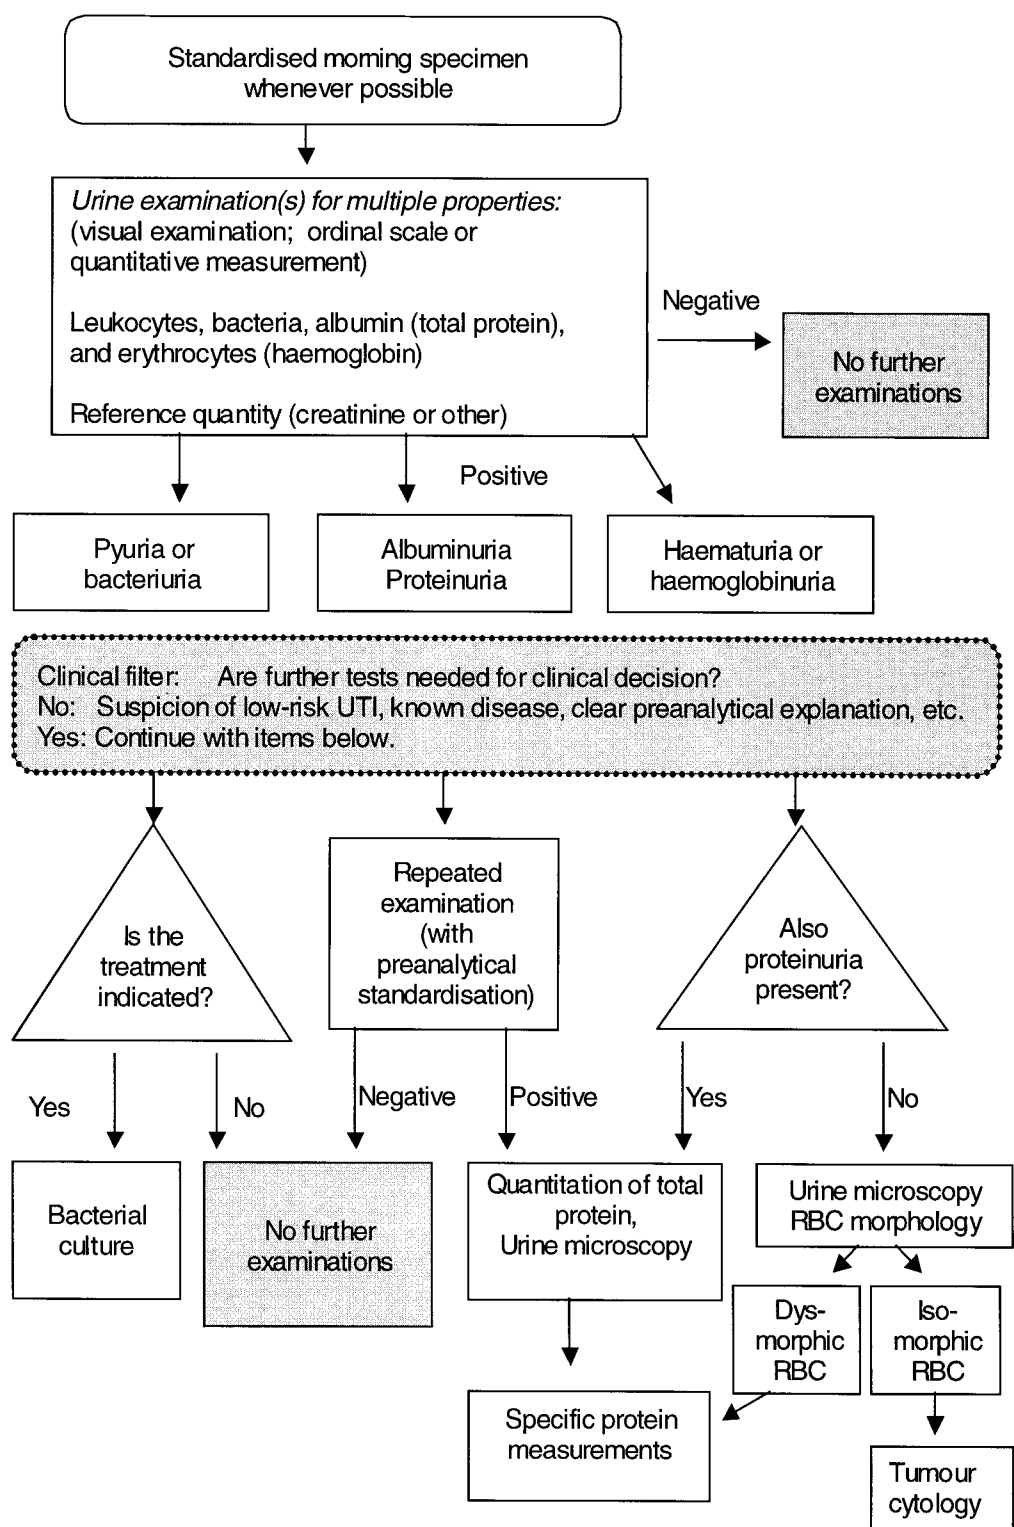 Standardised morning specimen
whenever possible
Urine examination(s) for multiple properties:
(visual examination; ordinal scale or
quantitative measurement)
Leukocytes, bacteria, albumin (total protein),
and erythrocytes (haemoglobin)
Reference quantity (creatinine or other)
Negative
No further
examinations
Positive
Pyuria or
bacteriuria
Albuminuria
Proteinuria
Haematuria or
haemoglobinuria
Clinical filter: Are further tests needed for clinical decision?
No: Suspicion of low-risk UTI, known disease, clear preanalytical explanation, etc.
Yes: Continue with items below.
Is the
treatment
indicated?
Repeated
examination
(with
preanalytical
standardisation)
Also
proteinuria
present?
Yes
No
Negative
Positive
Yes
No
Bacterial
culture
No further
examinations
Quantitation of total
protein,
Urine microscopy
Urine microscopy
RBC morphology
Dys-
morphic
RBC
Iso-
morphic
RBC
Specific protein
measurements
Tumour
cytology